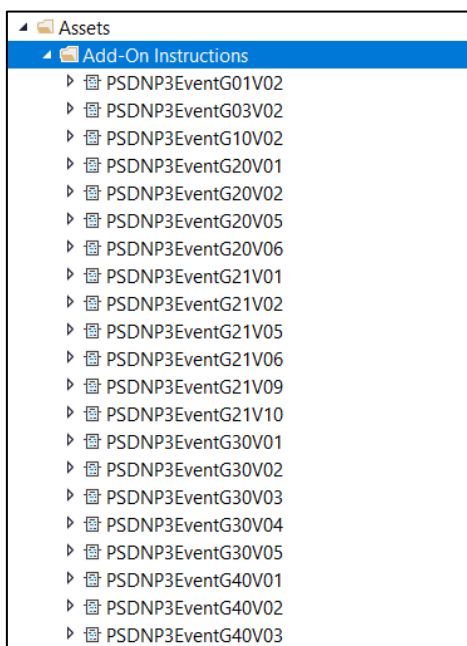 Assets
Add-On Instructions
PSDNP3EventG01V02
PSDNP3EventG03V02
PSDNP3EventG10V02
PSDNP3EventG20V01
PSDNP3EventG20V02
PSDNP3EventG20V05
PSDNP3EventG20V06
PSDNP3EventG21V01
PSDNP3EventG21V02
PSDNP3EventG21V05
PSDNP3EventG21V06
PSDNP3EventG21V09
PSDNP3EventG21V10
PSDNP3EventG30V01
PSDNP3EventG30V02
PSDNP3EventG30V03
PSDNP3EventG30V04
PSDNP3EventG30V05
PSDNP3EventG40V01
PSDNP3EventG40V02
PSDNP3EventG40V03